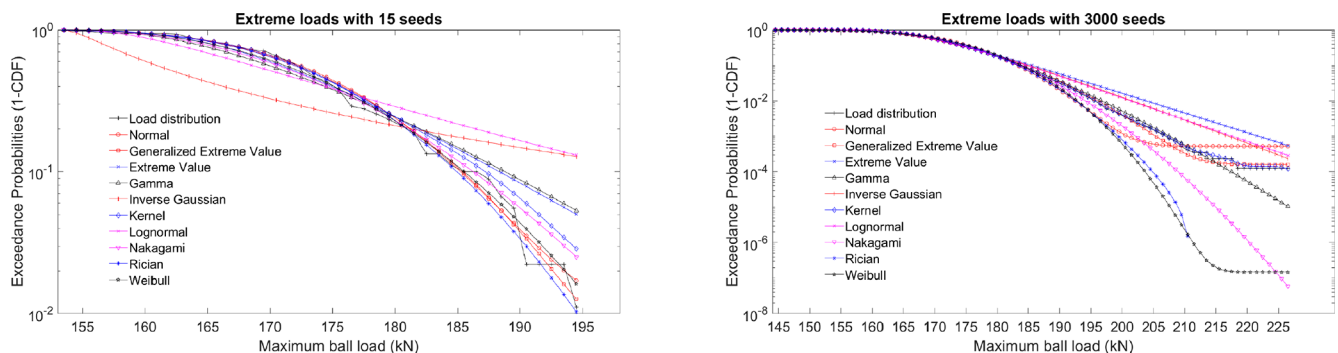 Extreme loads with 15 seeds
Exceedance Probabilities (1-CDF)
10^0
10^-1
10^-2
Load distribution
Normal
Generalized Extreme Value
Extreme Value
Gamma
Inverse Gaussian
Kernel
Lognormal
Nakagami
Rician
Weibull
155 160 165 170 175 180 185 190 195
Maximum ball load (kN)
Extreme loads with 3000 seeds
Exceedance Probabilities (1-CDF)
10^0
10^-2
10^-4
10^-6
10^-8
Load distribution
Normal
Generalized Extreme Value
Extreme Value
Gamma
Inverse Gaussian
Kernel
Lognormal
Nakagami
Rician
Weibull
145 150 155 160 165 170 175 180 185 190 195 200 205 210 215 220 225
Maximum ball load (kN)